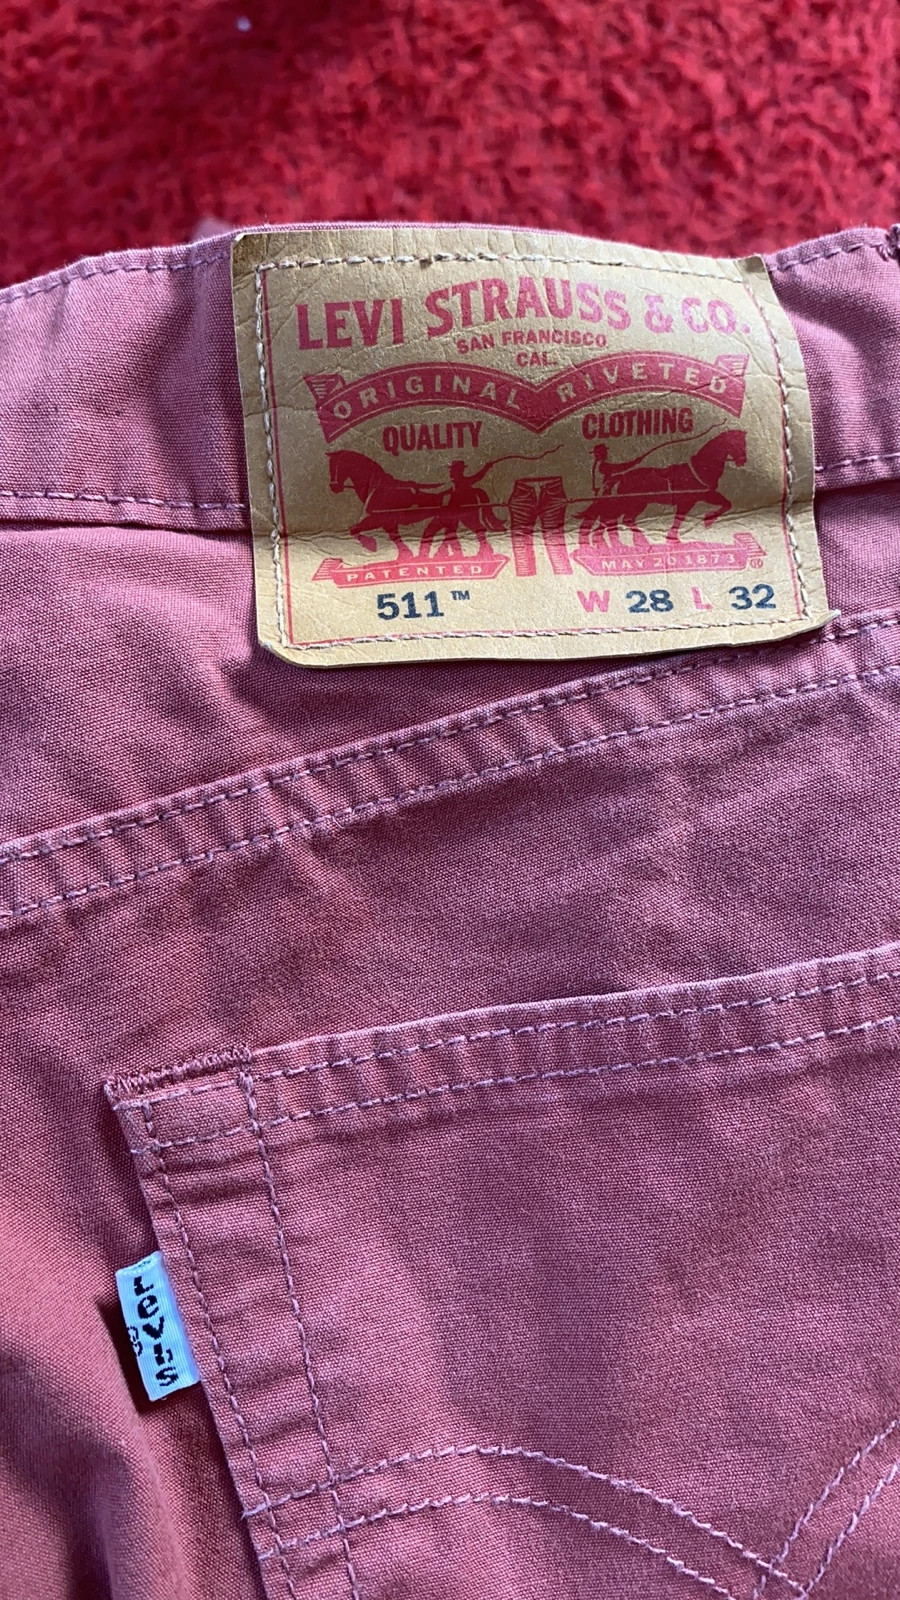 LEVI STRAUSS & CO.
SAN FRANCISCO,
CAL.
ORIGINAL RIVETED
QUALITY CLOTHING
PATENTED MAY 20 1873 ®
511™ W 28 L 32
Levi's
®